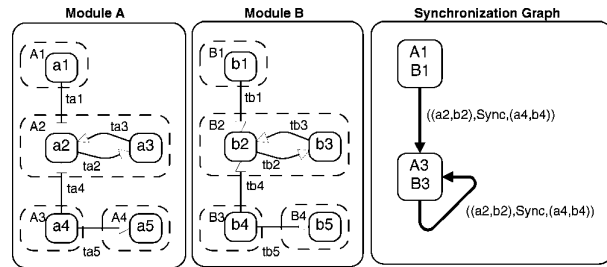 Module A
A1
a1
ta1
A2
a2
ta3
a3
ta2
ta4
A3
a4
A4
a5
ta5
Module B
B1
b1
tb1
B2
b2
tb3
b3
tb2
tb4
B3
b4
B4
b5
tb5
Synchronization Graph
A1
B1
((a2,b2),Sync,(a4,b4))
A3
B3
((a2,b2),Sync,(a4,b4))